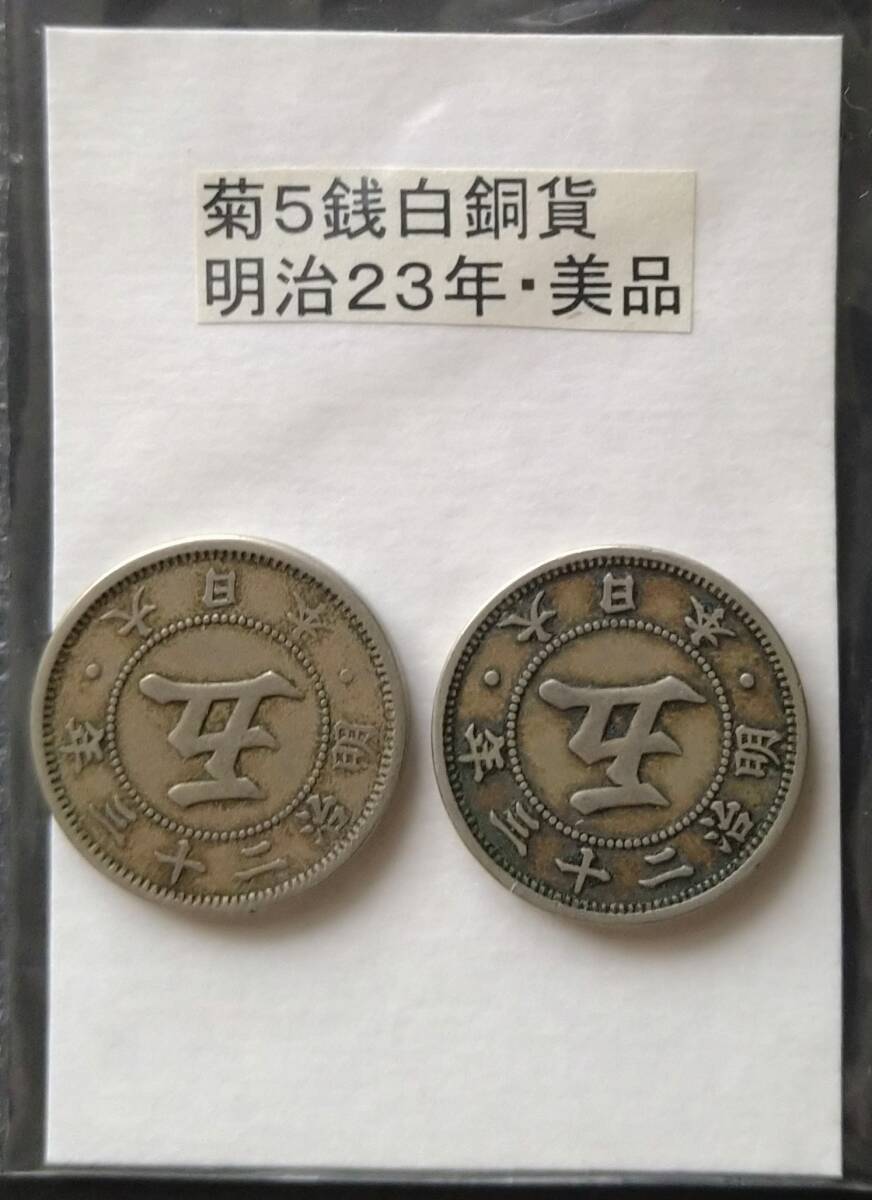 菊5銭白銅貨
明治23年・美品
大日本
明治二十三年
五
大日本
明治二十三年
五